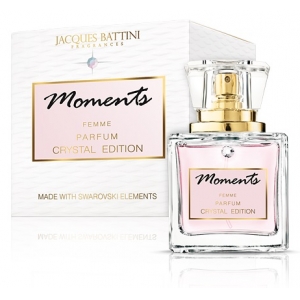 JACQUES BATTINI
FRAGRANCES
Moments
FEMME
PARFUM
CRYSTAL EDITION
MADE WITH SWAROVSKI ELEMENTS
Moments
FEMME
PARFUM
CRYSTAL EDITION